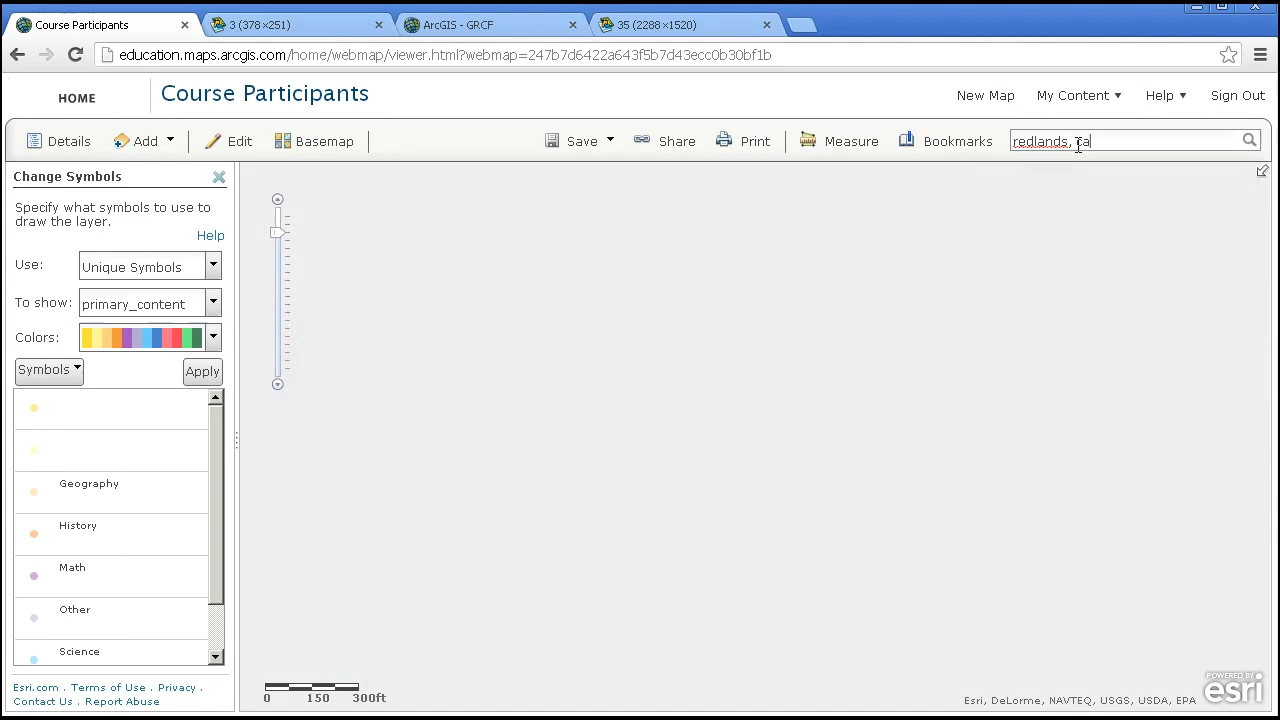 Course Participants
3 (378×251)
ArcGIS - GRCF
35 (2288×1520)
education.maps.arcgis.com/home/webmap/viewer.html?webmap=247b7d6422a643f5b7d43ecc0b30bf1b
HOME
Course Participants
New Map
My Content
Help
Sign Out
Details
Add
Edit
Basemap
Save
Share
Print
Measure
Bookmarks
redlands, ca
Change Symbols
Specify what symbols to use to
draw the layer.
Help
Use:
Unique Symbols
To show:
primary_content
Colors:
Symbols
Apply
Geography
History
Math
Other
Science
Esri.com . Terms of Use . Privacy .
Contact Us . Report Abuse
0 150 300ft
Esri, DeLorme, NAVTEQ, USGS, USDA, EPA
POWERED BY
esri